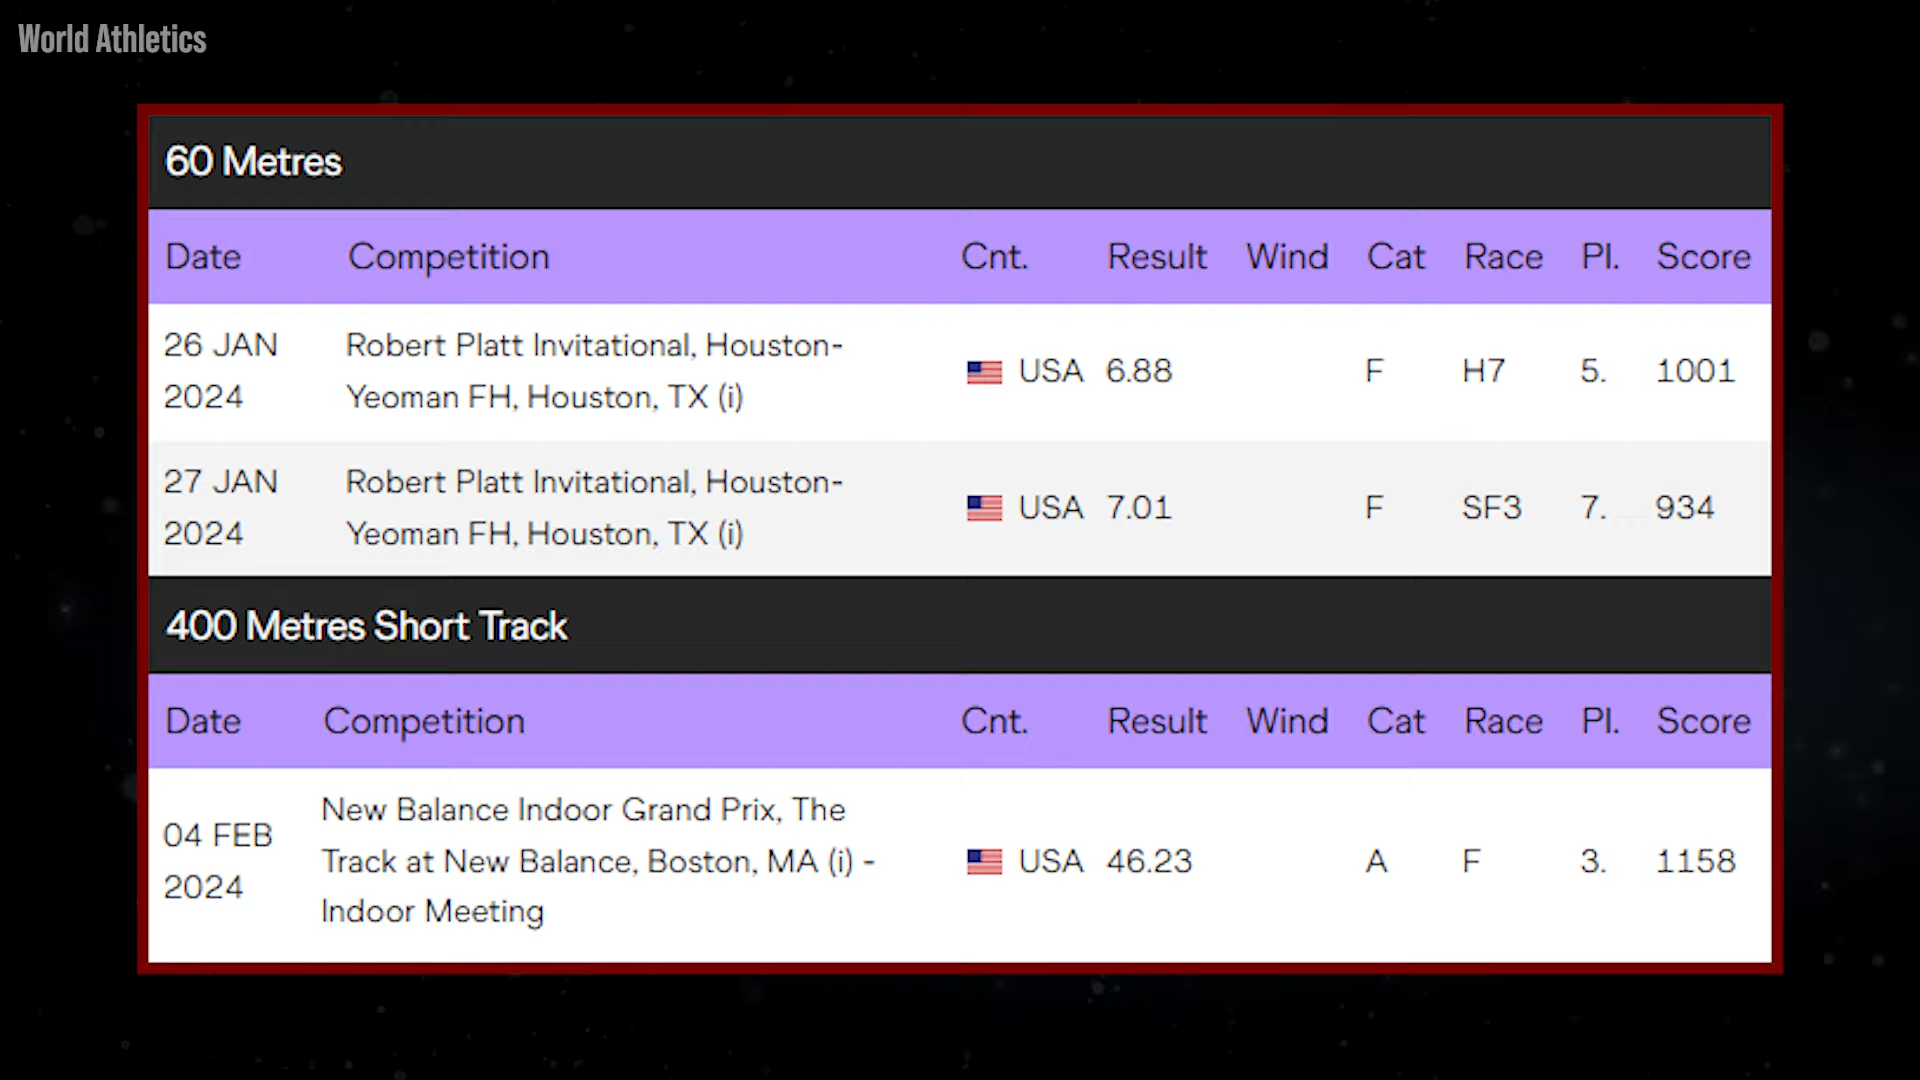 World Athletics
60 Metres
Date Competition Cnt. Result Wind Cat Race Pl. Score
26 JAN 2024 Robert Platt Invitational, Houston-
Yeoman FH, Houston, TX (i) USA 6.88 F H7 5. 1001
27 JAN 2024 Robert Platt Invitational, Houston-
Yeoman FH, Houston, TX (i) USA 7.01 F SF3 7. 934
400 Metres Short Track
Date Competition Cnt. Result Wind Cat Race Pl. Score
04 FEB 2024 New Balance Indoor Grand Prix, The
Track at New Balance, Boston, MA (i) -
Indoor Meeting USA 46.23 A F 3. 1158